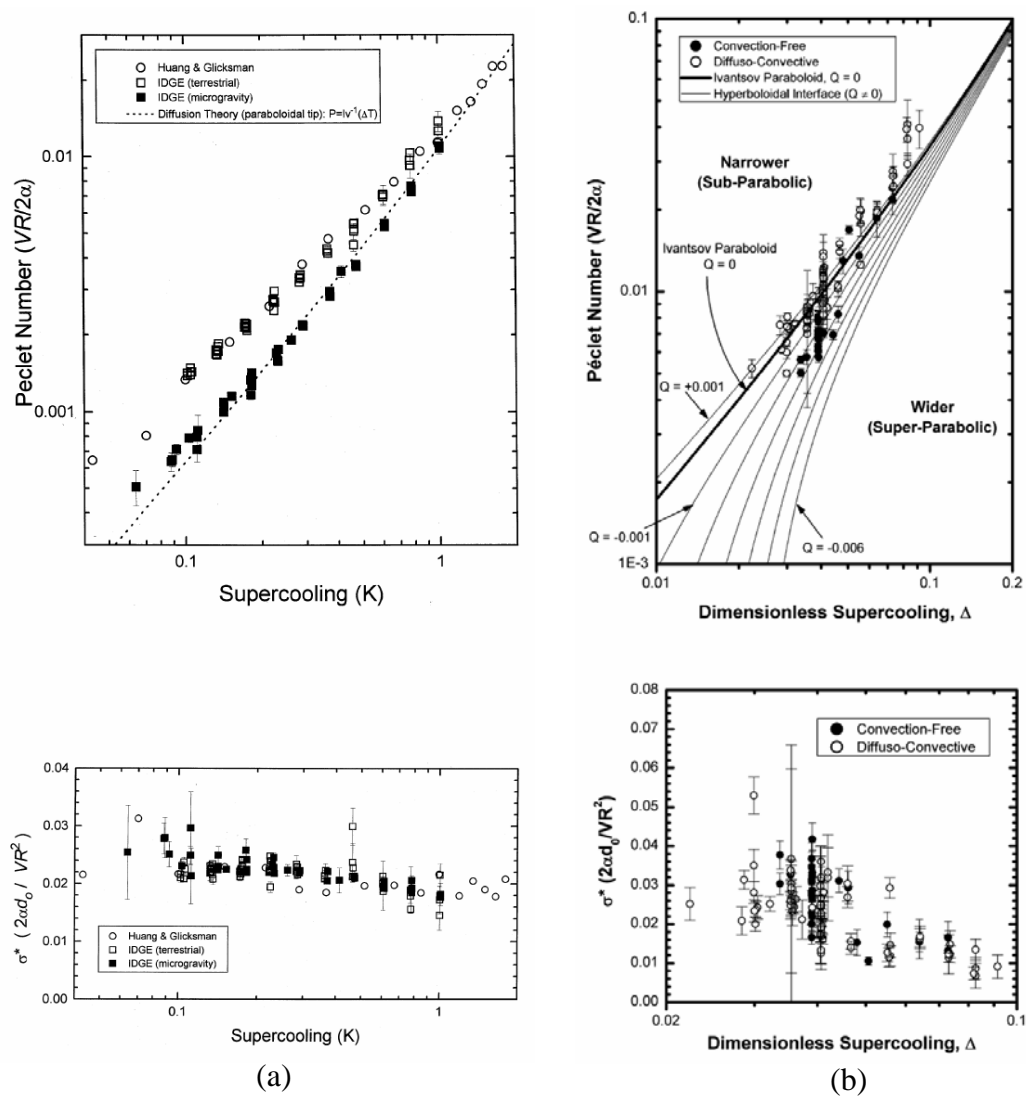 Huang & Glicksman
IDGE (terrestrial)
IDGE (microgravity)
Diffusion Theory (paraboloidal tip): P=Iv⁻¹(ΔT)
0.01
0.001
Peclet Number (VR/2α)
0.1
1
Supercooling (K)
Convection-Free
Diffuso-Convective
Ivantsov Paraboloid, Q = 0
Hyperboloidal Interface (Q ≠ 0)
0.1
0.01
1E-3
Péclet Number (VR/2α)
Narrower
(Sub-Parabolic)
Ivantsov Paraboloid
Q = 0
Q = +0.001
Wider
(Super-Parabolic)
Q = -0.001
Q = -0.006
0.01
0.1
0.2
Dimensionless Supercooling, Δ
0.04
0.03
0.02
0.01
0.00
σ* ( 2αdₒ / VR²)
Huang & Glicksman
IDGE (terrestrial)
IDGE (microgravity)
0.1
1
Supercooling (K)
(a)
0.08
0.07
0.06
0.05
0.04
0.03
0.02
0.01
0.00
σ* (2αd₀/VR²)
Convection-Free
Diffuso-Convective
0.02
0.1
Dimensionless Supercooling, Δ
(b)